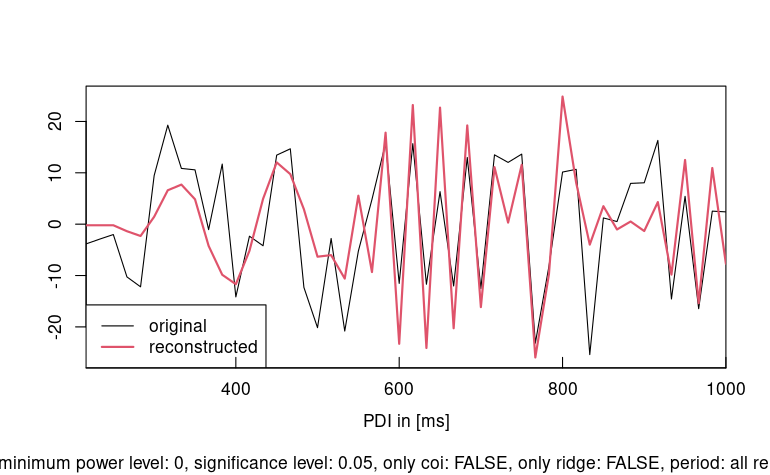 20
10
0
-10
-20
original
reconstructed
400
600
800
1000
PDI in [ms]
minimum power level: 0, significance level: 0.05, only coi: FALSE, only ridge: FALSE, period: all